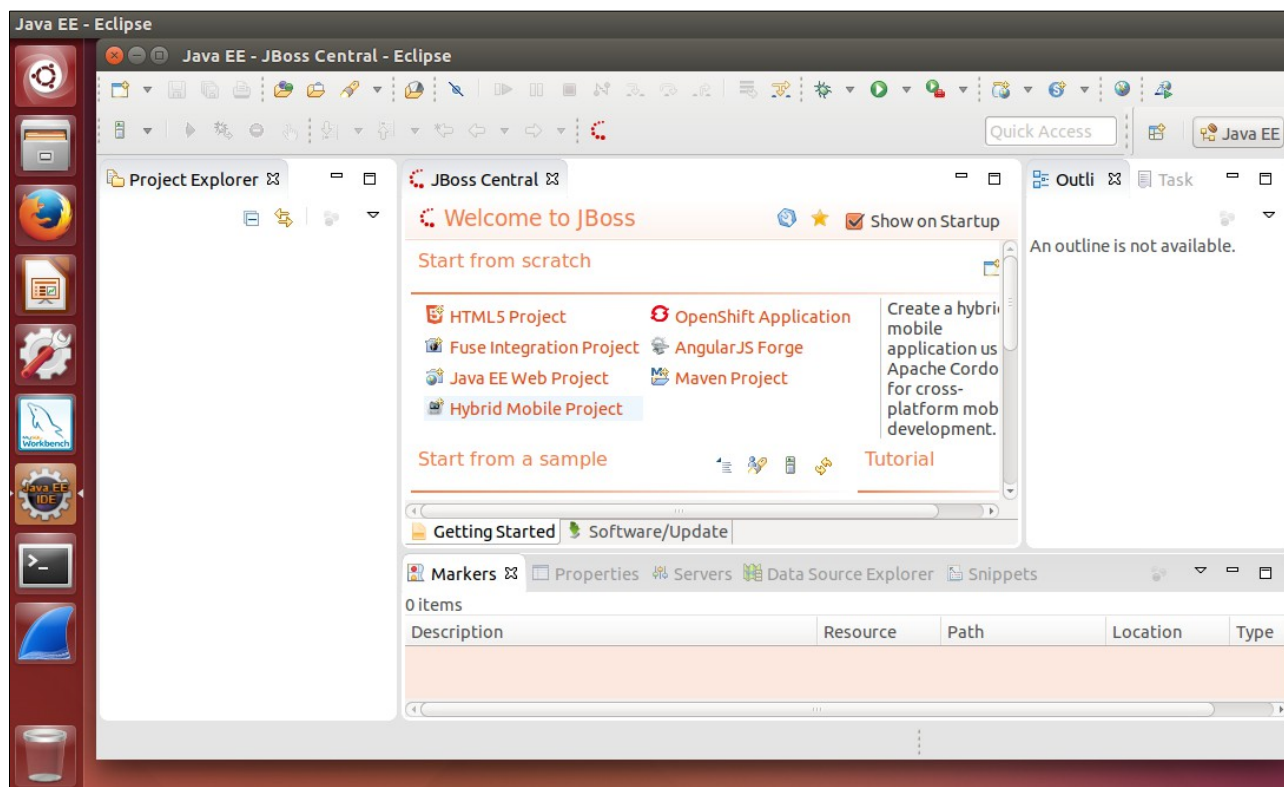 Java EE - Eclipse
Java EE - JBoss Central - Eclipse
Quick Access
Java EE
Project Explorer
JBoss Central
Outli
Task
Welcome to JBoss
Show on Startup
An outline is not available.
Start from scratch
HTML5 Project
OpenShift Application
Fuse Integration Project
AngularJS Forge
Java EE Web Project
Maven Project
Hybrid Mobile Project
Create a hybri
mobile
application us
Apache Cordo
for cross-
platform mob
development.
Start from a sample
Tutorial
Getting Started
Software/Update
Markers
Properties
Servers
Data Source Explorer
Snippets
0 items
Description
Resource
Path
Location
Type
Workbench
Java EE
IDE